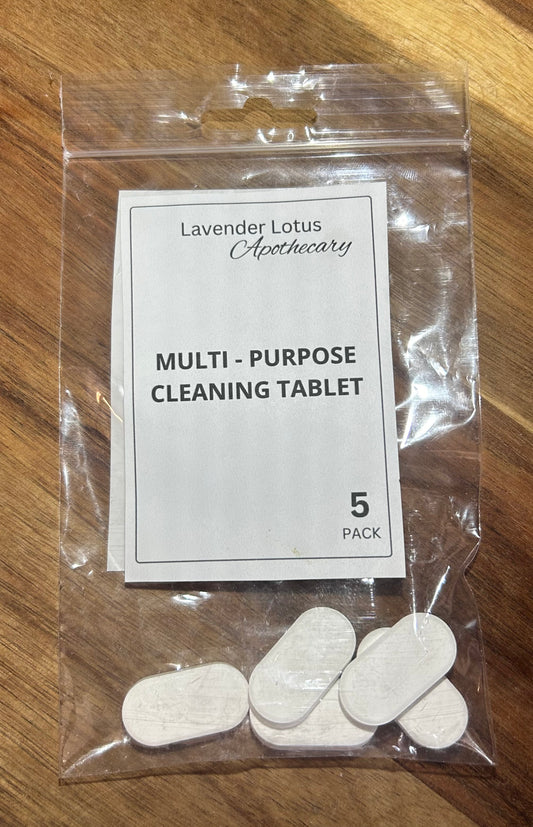 Lavender Lotus
Apothecary
MULTI - PURPOSE
CLEANING TABLET
5
PACK